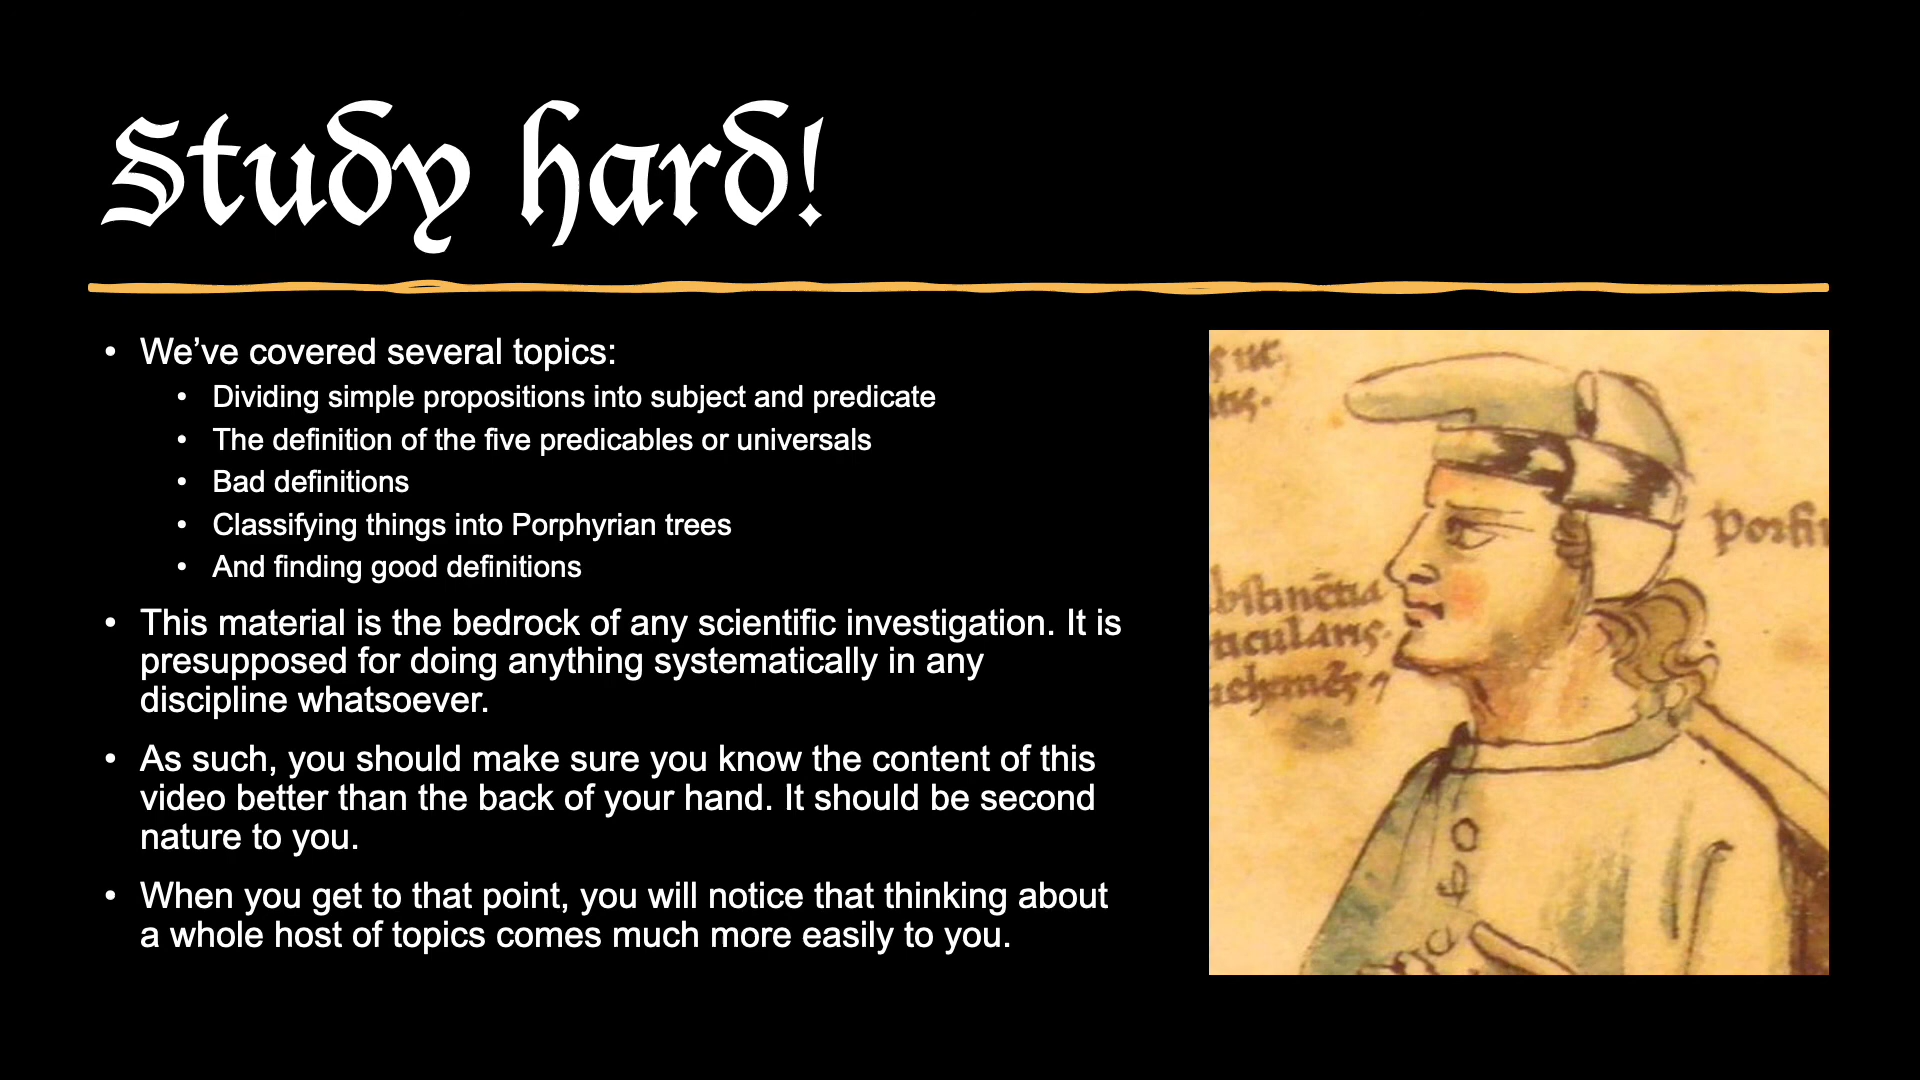 Study hard!
• We’ve covered several topics:
• Dividing simple propositions into subject and predicate
• The definition of the five predicables or universals
• Bad definitions
• Classifying things into Porphyrian trees
• And finding good definitions
• This material is the bedrock of any scientific investigation. It is
presupposed for doing anything systematically in any
discipline whatsoever.
• As such, you should make sure you know the content of this
video better than the back of your hand. It should be second
nature to you.
• When you get to that point, you will notice that thinking about
a whole host of topics comes much more easily to you.
Porfi